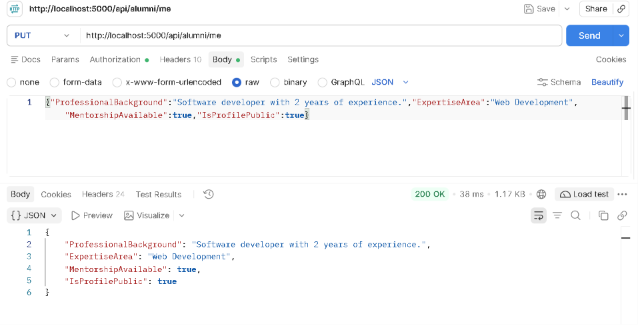 http://localhost:5000/api/alumni/me
Save
Share
PUT
http://localhost:5000/api/alumni/me
Send
Docs
Params
Authorization
Headers 10
Body
Scripts
Settings
Cookies
none
form-data
x-www-form-urlencoded
raw
binary
GraphQL
JSON
Schema
Beautify
1 {"ProfessionalBackground":"Software developer with 2 years of experience.","ExpertiseArea":"Web Development",
"MentorshipAvailable":true,"IsProfilePublic":true}
Body
Cookies
Headers 24
Test Results
200 OK
38 ms
1.17 KB
Load test
{} JSON
Preview
Visualize
1 {
2 "ProfessionalBackground": "Software developer with 2 years of experience.",
3 "ExpertiseArea": "Web Development",
4 "MentorshipAvailable": true,
5 "IsProfilePublic": true
6 }